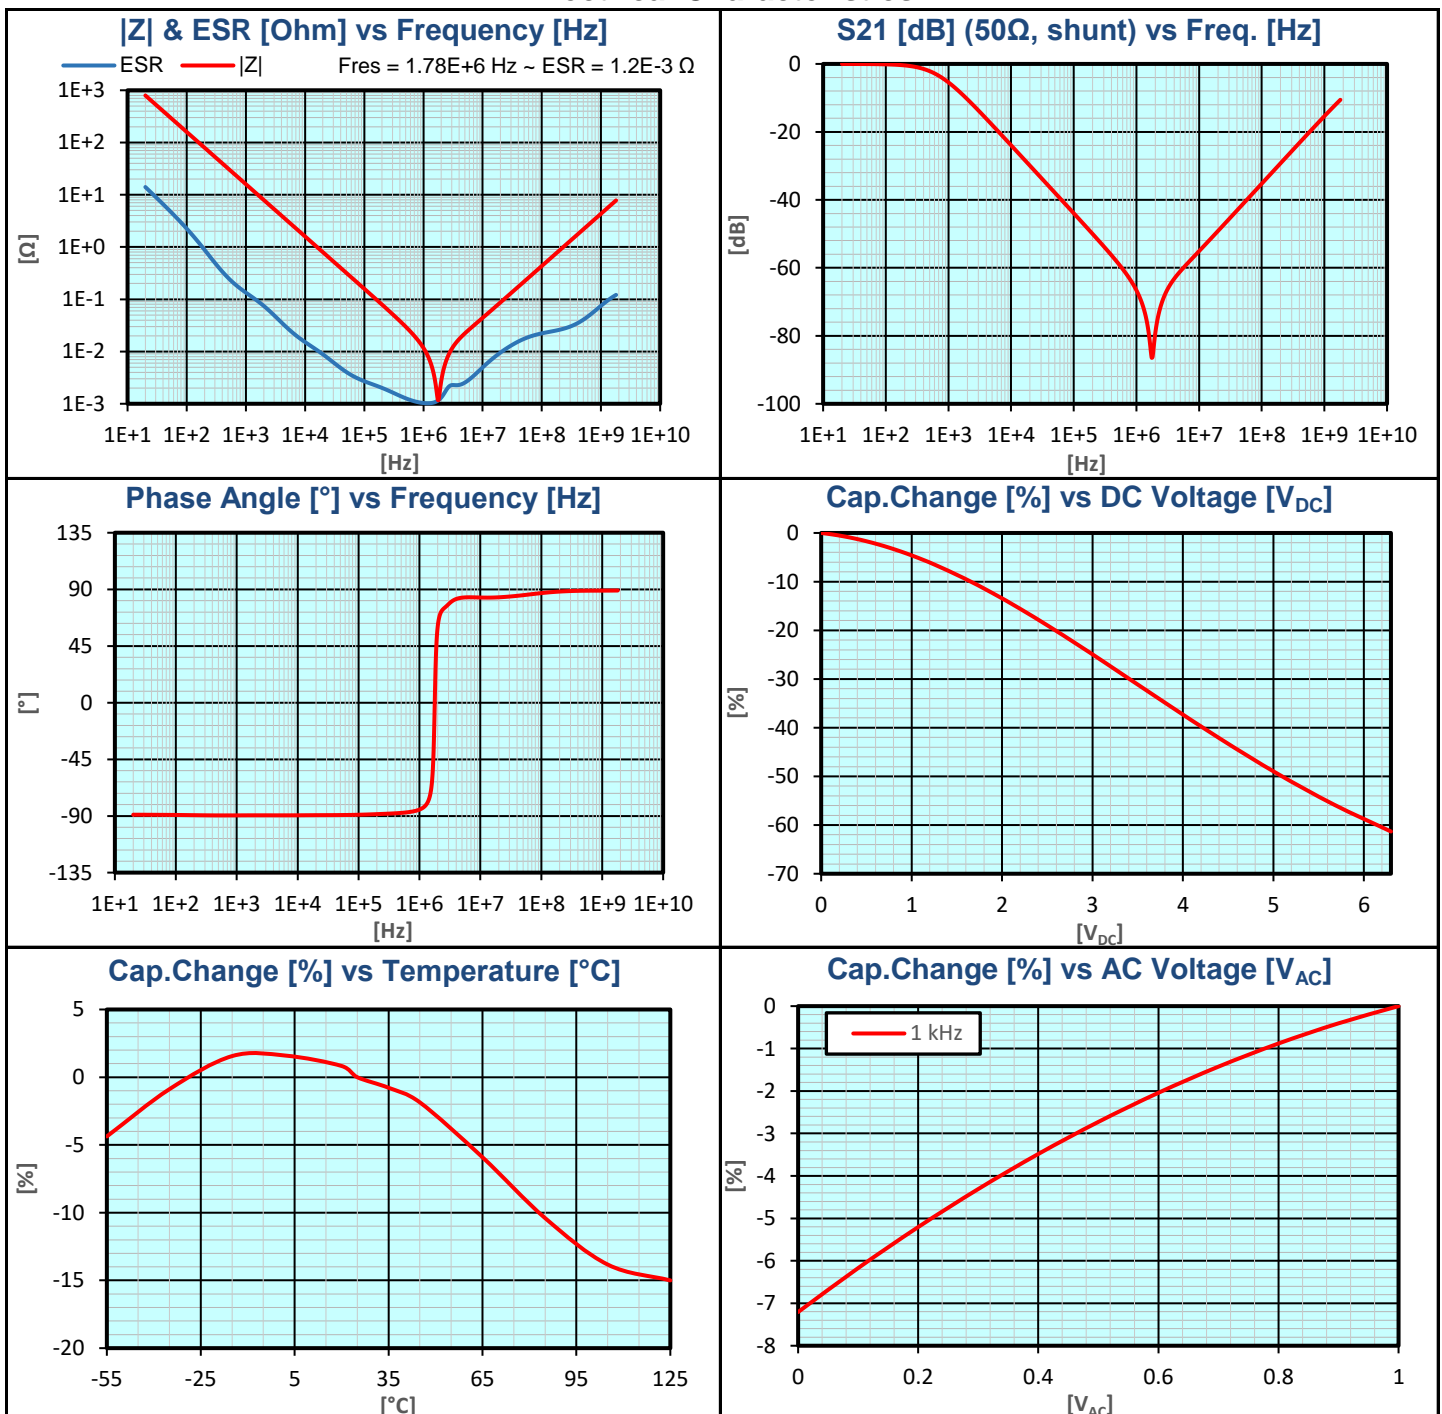 |Z| & ESR [Ohm] vs Frequency [Hz]
ESR |Z| Fres = 1.78E+6 Hz ~ ESR = 1.2E-3 Ω
1E+3
1E+2
1E+1
1E+0
1E-1
1E-2
1E-3
[Ω]
1E+1 1E+2 1E+3 1E+4 1E+5 1E+6 1E+7 1E+8 1E+9 1E+10
[Hz]
S21 [dB] (50Ω, shunt) vs Freq. [Hz]
0
-20
-40
-60
-80
-100
[dB]
1E+1 1E+2 1E+3 1E+4 1E+5 1E+6 1E+7 1E+8 1E+9 1E+10
[Hz]
Phase Angle [°] vs Frequency [Hz]
135
90
45
0
-45
-90
-135
[°]
1E+1 1E+2 1E+3 1E+4 1E+5 1E+6 1E+7 1E+8 1E+9 1E+10
[Hz]
Cap.Change [%] vs DC Voltage [VDC]
0
-10
-20
-30
-40
-50
-60
-70
[%]
0 1 2 3 4 5 6
[VDC]
Cap.Change [%] vs Temperature [°C]
5
0
-5
-10
-15
-20
[%]
-55 -25 5 35 65 95 125
[°C]
Cap.Change [%] vs AC Voltage [VAC]
1 kHz
0
-1
-2
-3
-4
-5
-6
-7
-8
[%]
0 0.2 0.4 0.6 0.8 1
[VAC]